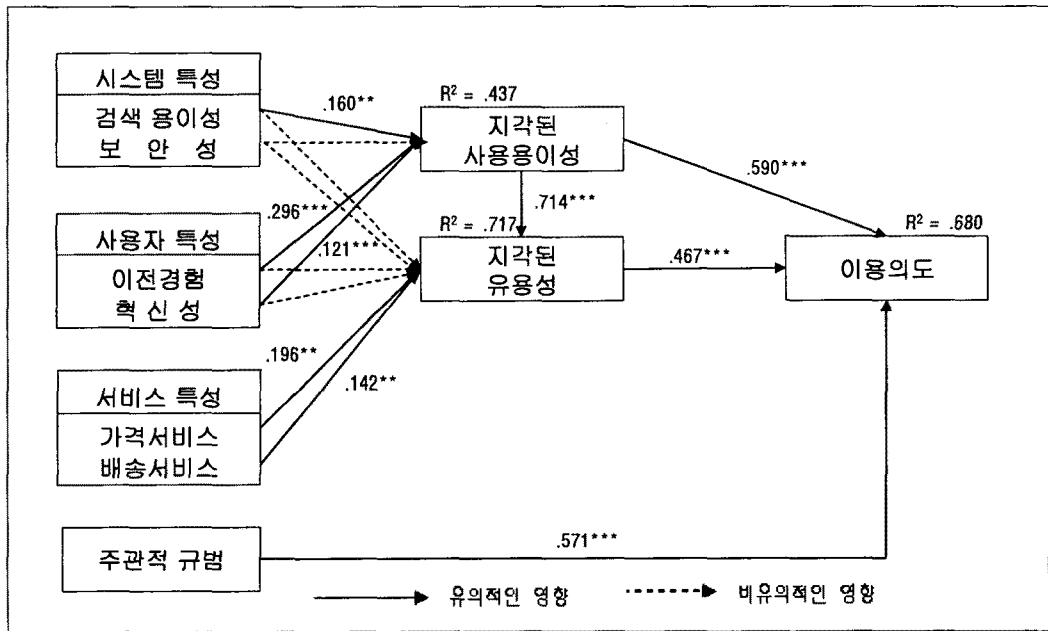 시스템 특성
검색 용이성
보 안 성
.160**
R² = .437
지각된
사용용이성
.590***
.714***
.296***
사용자 특성
이전경험
혁 신 성
.121***
R² = .717
지각된
유용성
.467***
R² = .680
이용의도
.196**
.142**
서비스 특성
가격서비스
배송서비스
주관적 규범
.571***
유의적인 영향
비유의적인 영향